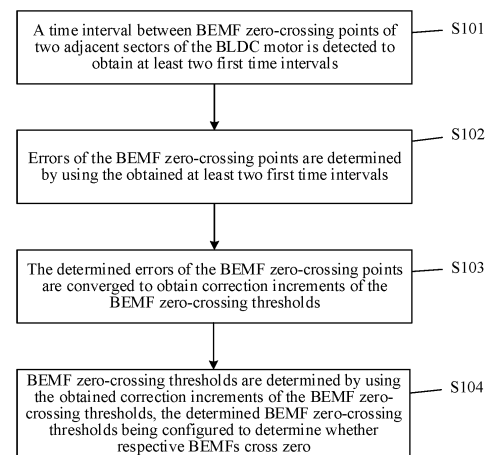 A time interval between BEMF zero-crossing points of
two adjacent sectors of the BLDC motor is detected to
obtain at least two first time intervals
S101
Errors of the BEMF zero-crossing points are determined
by using the obtained at least two first time intervals
S102
The determined errors of the BEMF zero-crossing points
are converged to obtain correction increments of the
BEMF zero-crossing thresholds
S103
BEMF zero-crossing thresholds are determined by using
the obtained correction increments of the BEMF zero-
crossing thresholds, the determined BEMF zero-crossing
thresholds being configured to determine whether
respective BEMFs cross zero
S104